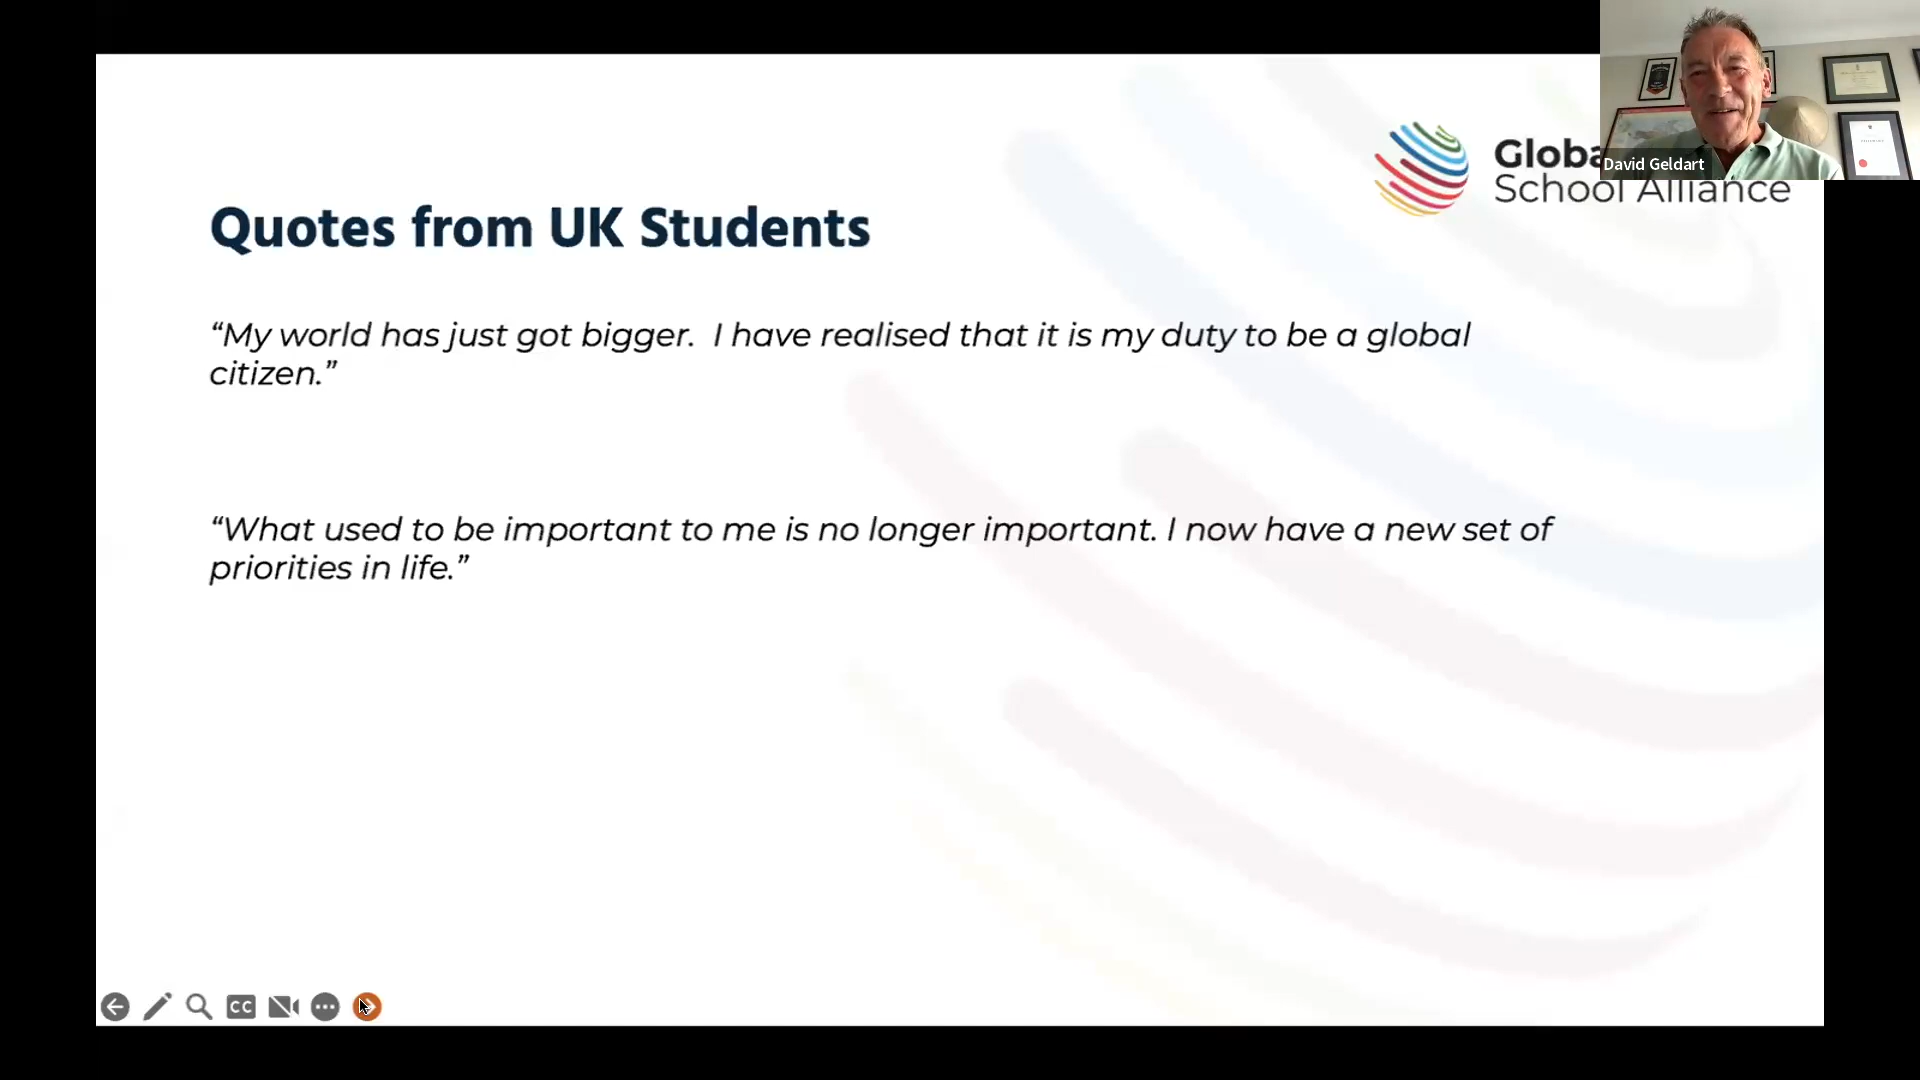 Globa
School Alliance
David Geldart
Quotes from UK Students
“My world has just got bigger.  I have realised that it is my duty to be a global
citizen.”
“What used to be important to me is no longer important. I now have a new set of
priorities in life.”
CC